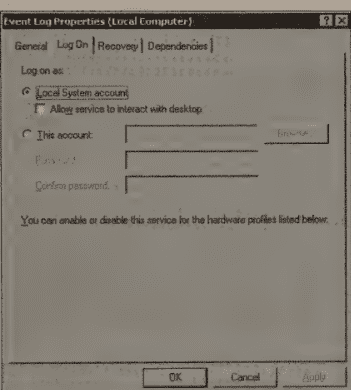 Event Log Properties (Local Computer)
General Log On Recovery Dependencies
Log on as:
Local System account
Allow service to interact with desktop
This account: Browse...
Password:
Confirm password:
You can enable or disable this service for the hardware profiles listed below:
OK Cancel Apply